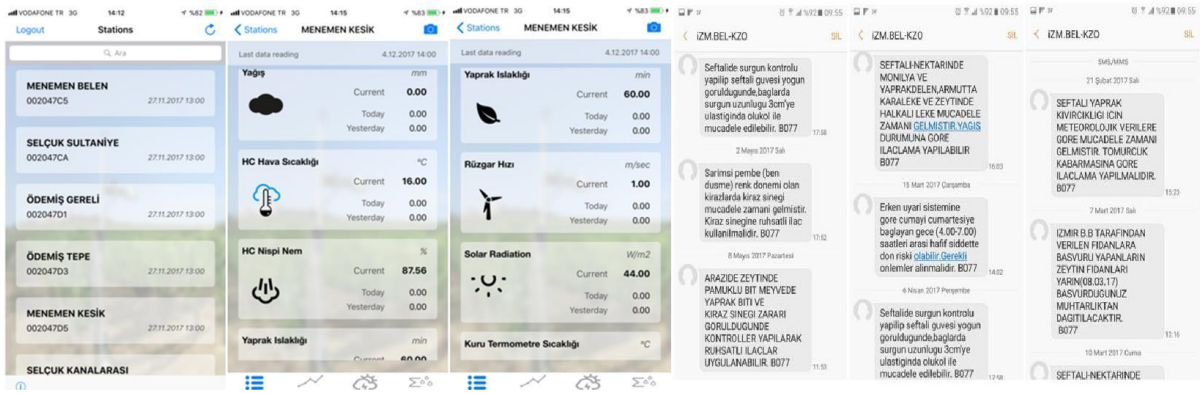 VODAFONE TR 3G 14:12 %82
Logout Stations
Ara
MENEMEN BELEN
002047C5 27.11.2017 13:00
SELÇUK SULTANİYE
002047CA 27.11.2017 13:00
ÖDEMİŞ GERELİ
002047D1 27.11.2017 13:00
ÖDEMİŞ TEPE
002047D3 27.11.2017 13:00
MENEMEN KESİK
002047D5 27.11.2017 13:00
SELÇUK KANALARASI
VODAFONE TR 3G 14:15 %83
Stations MENEMEN KESİK
Last data reading 4.12.2017 14:00
Yağış mm
Current 0.00
Today 0.00
Yesterday 0.00
HC Hava Sıcaklığı °C
Current 16.00
Today 0.00
Yesterday 0.00
HC Nispi Nem %
Current 87.56
Today 0.00
Yesterday 0.00
Yaprak Islaklığı min
Current 60.00
VODAFONE TR 3G 14:15 %83
Stations MENEMEN KESİK
Last data reading 4.12.2017 14:00
Yaprak Islaklığı min
Current 60.00
Today 0.00
Yesterday 0.00
Rüzgar Hızı m/sec
Current 1.00
Today 0.00
Yesterday 0.00
Solar Radiation W/m2
Current 44.00
Today 0.00
Yesterday 0.00
Kuru Termometre Sıcaklığı °C
%92 09:55
İZM.BEL-KZO SİL
Seftalide surgun kontrolu
yapilip seftali guvesi yogun
goruldugunde,baglarda
surgun uzunlugu 3cm'ye
ulastiginda olukol ile
mucadele edilebilir. B077
17:58
2 Mayıs 2017 Salı
Sarimsi pembe (ben
dusme) renk donemi olan
kirazlarda kiraz sinegi
mucadele zamani gelmistir.
Kiraz sinegine ruhsatli ilac
kullanilmalidir. B077
17:52
8 Mayıs 2017 Pazartesi
ARAZIDE ZEYTINDE
PAMUKLU BIT MEYVEDE
YAPRAK BITI VE
KIRAZ SINEGI ZARARI
GORULDUGUNDE
KONTROLLER YAPILARAK
RUHSATLI ILACLAR
UYGULANABILIR. B077
11:53
%92 09:55
İZM.BEL-KZO SİL
SEFTALI-NEKTARINDE
MONILYA VE
YAPRAKDELEN,ARMUTTA
KARALEKE VE ZEYTINDE
HALKALI LEKE MUCADELE
ZAMANI GELMISTIR.YAGIS
DURUMUNA GORE
ILACLAMA YAPILABILIR
B077
16:03
15 Mart 2017 Çarşamba
Erken uyari sistemine
gore cumayi cumartesiye
baglayan gece (4.00-7.00)
saatleri arasi hafif siddette
don riski olabilir.Gerekli
onlemler alinmalidir. B077
14:02
6 Nisan 2017 Perşembe
Seftalide surgun kontrolu
yapilip seftali guvesi yogun
goruldugunde,baglarda
surgun uzunlugu 3cm'ye
ulastiginda olukol ile
mucadele edilebilir. B077
17:58
%92 09:55
İZM.BEL-KZO SİL
SMS/MMS
21 Şubat 2017 Salı
SEFTALI YAPRAK
KIVIRCIKLIGI ICIN
METEOROLOJIK VERILERE
GORE MUCADELE ZAMANI
GELMISTIR. TOMURCUK
KABARMASINA GORE
ILACLAMA YAPILMALIDIR.
B077
15:23
7 Mart 2017 Salı
IZMIR B.B TARAFINDAN
VERILEN FIDANLARA
BASVURU YAPANLARIN
ZEYTIN FIDANLARI
YARIN(08.03.17)
BASVURDUGUNUZ
MUHTARLIKTAN
DAGITILACAKTIR.
B077
10 Mart 2017 Cuma
SEFTALI-NEKTARINDE